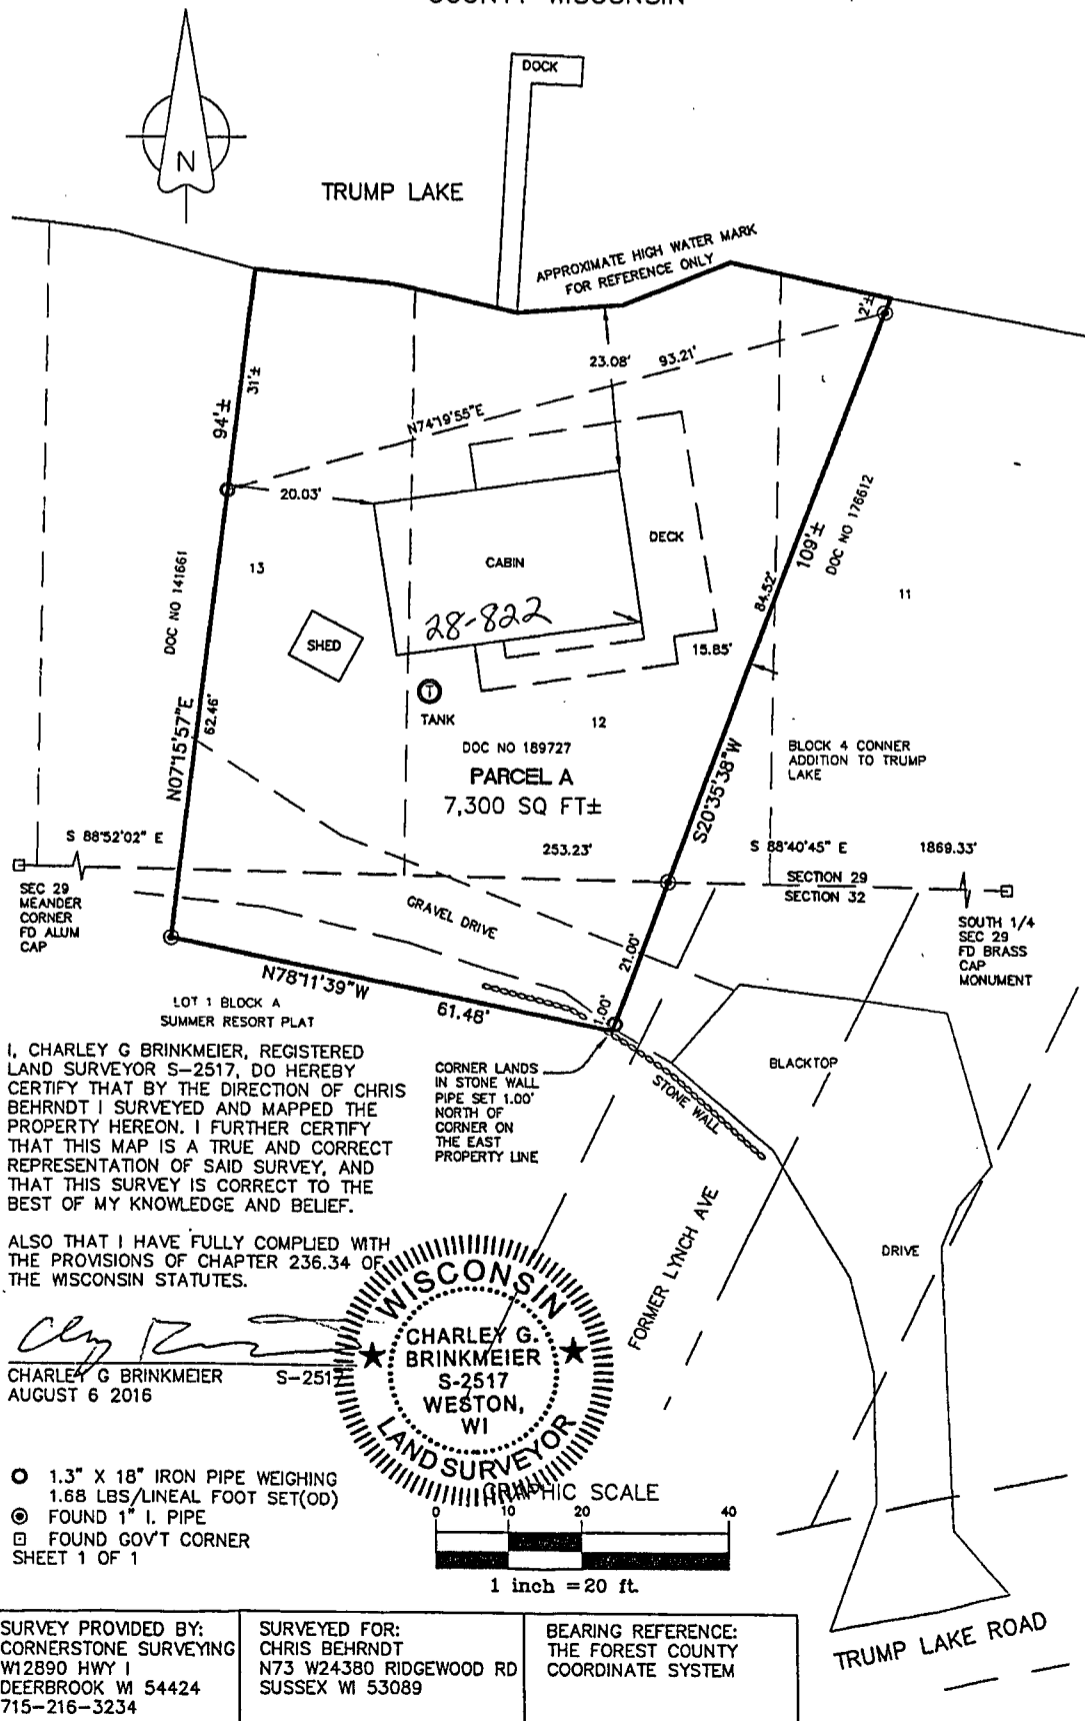 COUNTY WISCONSIN
DOCK
N
TRUMP LAKE
APPROXIMATE HIGH WATER MARK
FOR REFERENCE ONLY
2'±
31'±
94'±
23.08'
93.21'
N74°19'55"E
20.03'
DECK
CABIN
28-822
13
DOC NO 141661
SHED
109'±
DOC NO 176612
84.52'
11
15.85'
T
TANK
12
DOC NO 189727
PARCEL A
7,300 SQ FT±
N07°15'57"E
62.46'
S20°35'38"W
BLOCK 4 CONNER
ADDITION TO TRUMP
LAKE
S 88°52'02" E
253.23'
S 88°40'45" E
1869.33'
SECTION 29
SECTION 32
SEC 29
MEANDER
CORNER
FD ALUM
CAP
SOUTH 1/4
SEC 29
FD BRASS
CAP
MONUMENT
GRAVEL DRIVE
21.00'
1.00'
N78°11'39"W
61.48'
LOT 1 BLOCK A
SUMMER RESORT PLAT
CORNER LANDS
IN STONE WALL
PIPE SET 1.00'
NORTH OF
CORNER ON
THE EAST
PROPERTY LINE
STONE WALL
BLACKTOP
DRIVE
FORMER LYNCH AVE
I, CHARLEY G BRINKMEIER, REGISTERED
LAND SURVEYOR S-2517, DO HEREBY
CERTIFY THAT BY THE DIRECTION OF CHRIS
BEHRNDT I SURVEYED AND MAPPED THE
PROPERTY HEREON. I FURTHER CERTIFY
THAT THIS MAP IS A TRUE AND CORRECT
REPRESENTATION OF SAID SURVEY, AND
THAT THIS SURVEY IS CORRECT TO THE
BEST OF MY KNOWLEDGE AND BELIEF.
ALSO THAT I HAVE FULLY COMPLIED WITH
THE PROVISIONS OF CHAPTER 236.34 OF
THE WISCONSIN STATUTES.
CHARLEY G BRINKMEIER S-2517
AUGUST 6 2016
WISCONSIN
CHARLEY G.
BRINKMEIER
S-2517
WESTON,
WI
LAND SURVEYOR
1.3" X 18" IRON PIPE WEIGHING
1.68 LBS/LINEAL FOOT SET(OD)
FOUND 1" I. PIPE
FOUND GOV'T CORNER
SHEET 1 OF 1
GRAPHIC SCALE
0 10 20 40
1 inch = 20 ft.
TRUMP LAKE ROAD
SURVEY PROVIDED BY:
CORNERSTONE SURVEYING
W12890 HWY I
DEERBROOK WI 54424
715-216-3234
SURVEYED FOR:
CHRIS BEHRNDT
N73 W24380 RIDGEWOOD RD
SUSSEX WI 53089
BEARING REFERENCE:
THE FOREST COUNTY
COORDINATE SYSTEM